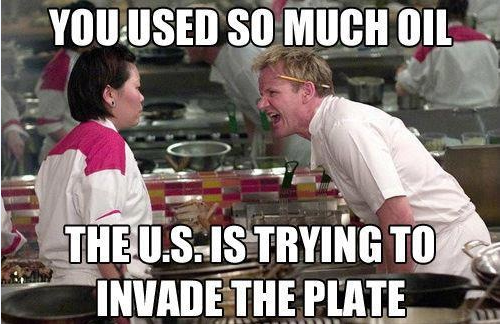 YOU USED SO MUCH OIL
THE U.S. IS TRYING TO
INVADE THE PLATE